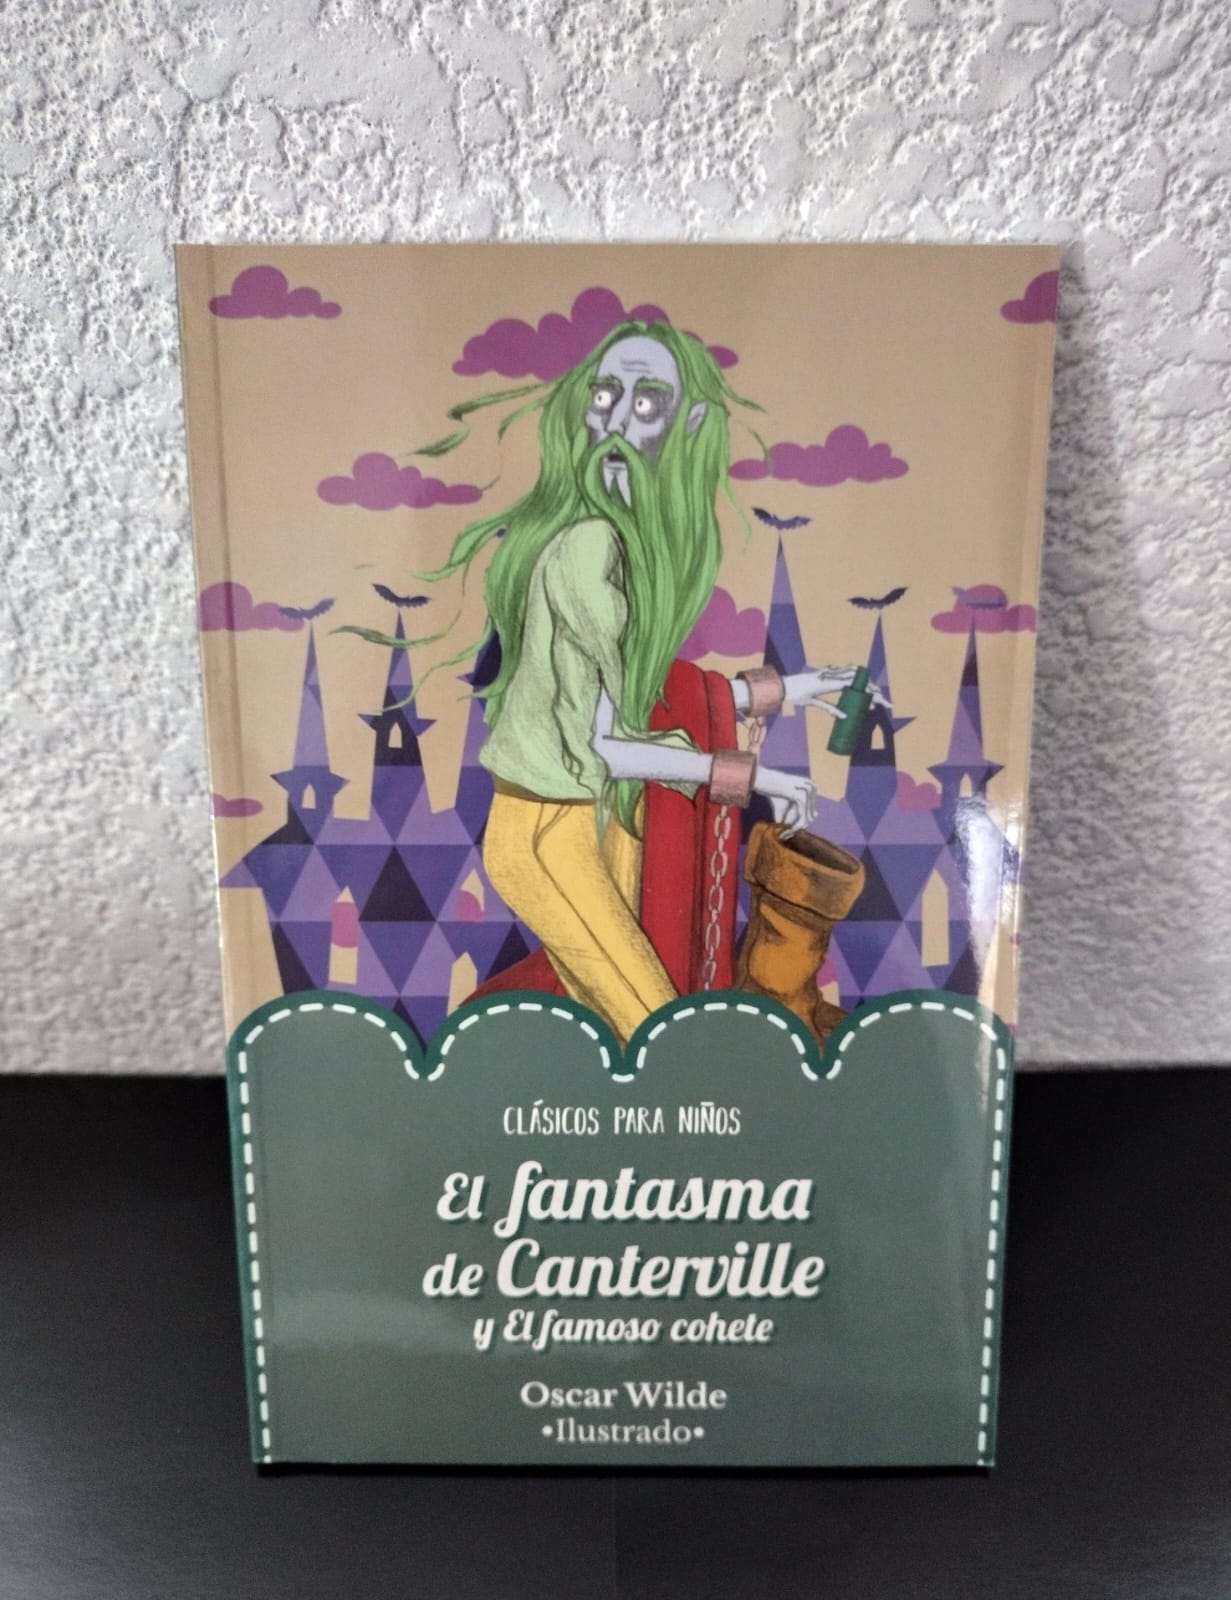 CLÁSICOS PARA NIÑOS
El fantasma
de Canterville
y El famoso cohete
Oscar Wilde
•Ilustrado•